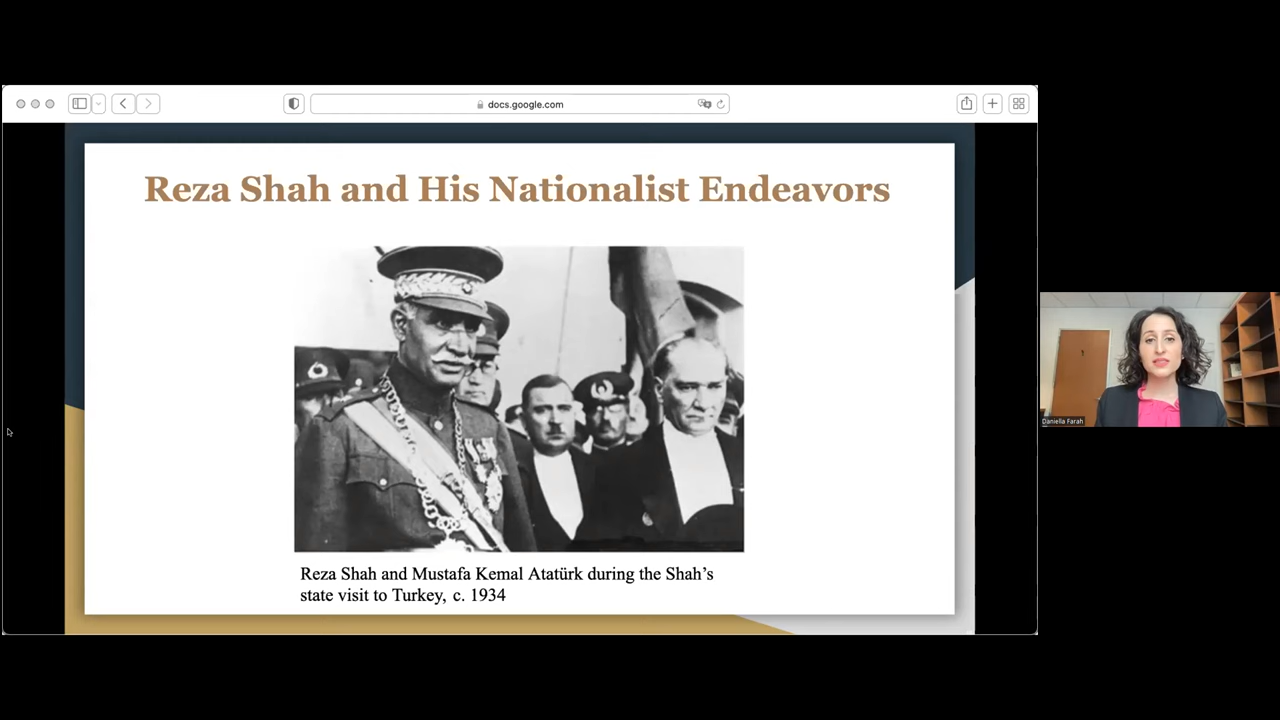 docs.google.com
Reza Shah and His Nationalist Endeavors
Reza Shah and Mustafa Kemal Atatürk during the Shah’s
state visit to Turkey, c. 1934
Daniella Farah